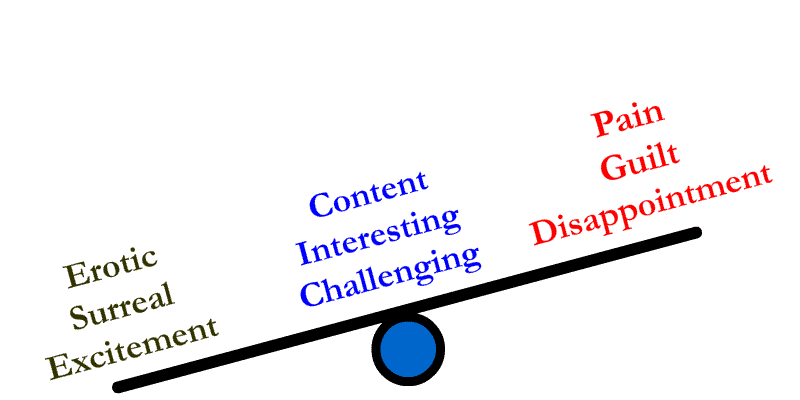 Erotic
Surreal
Excitement
Content
Interesting
Challenging
Pain
Guilt
Disappointment